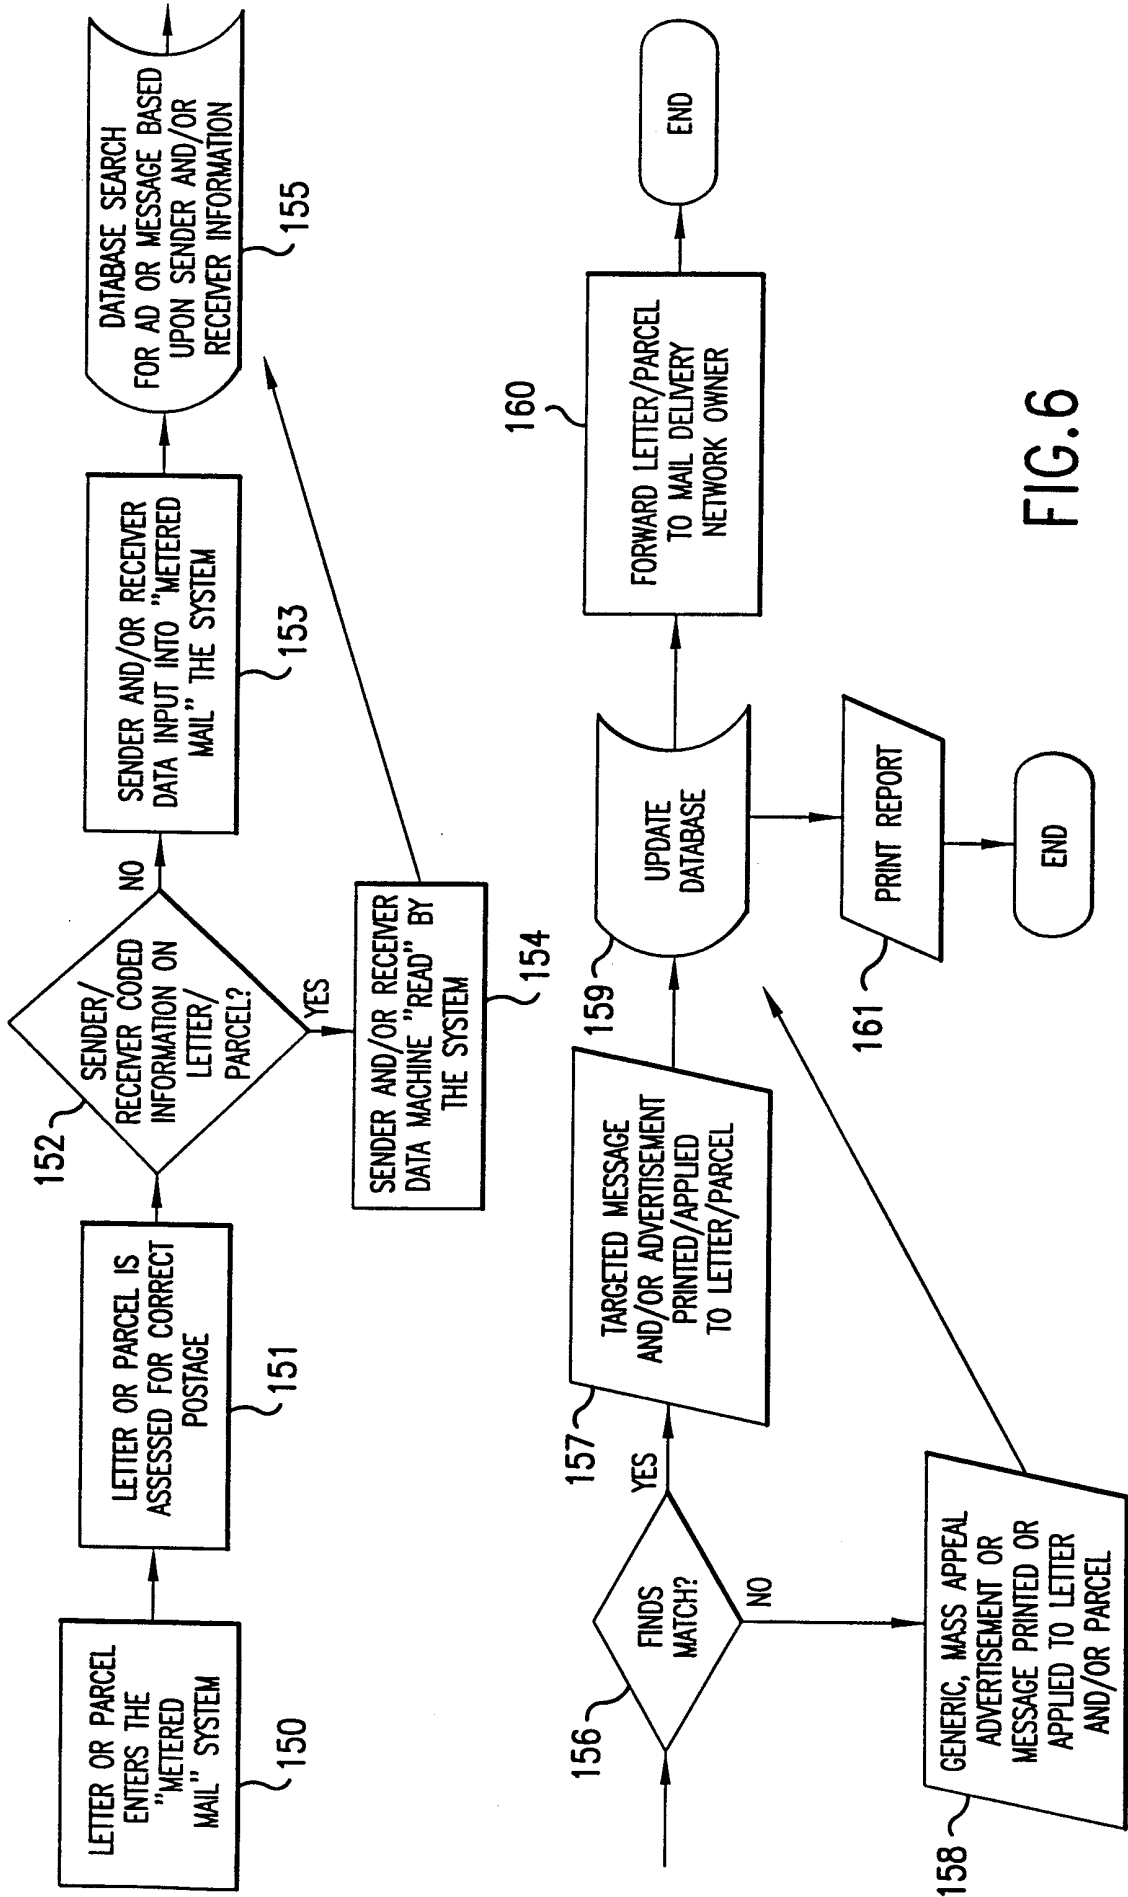 LETTER OR PARCEL
ENTERS THE
"METERED
MAIL" SYSTEM
150
LETTER OR PARCEL IS
ASSESSED FOR CORRECT
POSTAGE
151
152
SENDER/
RECEIVER CODED
INFORMATION ON
LETTER/
PARCEL?
NO
YES
SENDER AND/OR RECEIVER
DATA INPUT INTO "METERED
MAIL" THE SYSTEM
153
SENDER AND/OR RECEIVER
DATA MACHINE "READ" BY
THE SYSTEM
154
DATABASE SEARCH
FOR AD OR MESSAGE BASED
UPON SENDER AND/OR
RECEIVER INFORMATION
155
156
FINDS
MATCH?
YES
NO
157
TARGETED MESSAGE
AND/OR ADVERTISEMENT
PRINTED/APPLIED
TO LETTER/PARCEL
158
GENERIC, MASS APPEAL
ADVERTISEMENT OR
MESSAGE PRINTED OR
APPLIED TO LETTER
AND/OR PARCEL
159
UPDATE
DATABASE
160
FORWARD LETTER/PARCEL
TO MAIL DELIVERY
NETWORK OWNER
END
161
PRINT REPORT
END
FIG.6